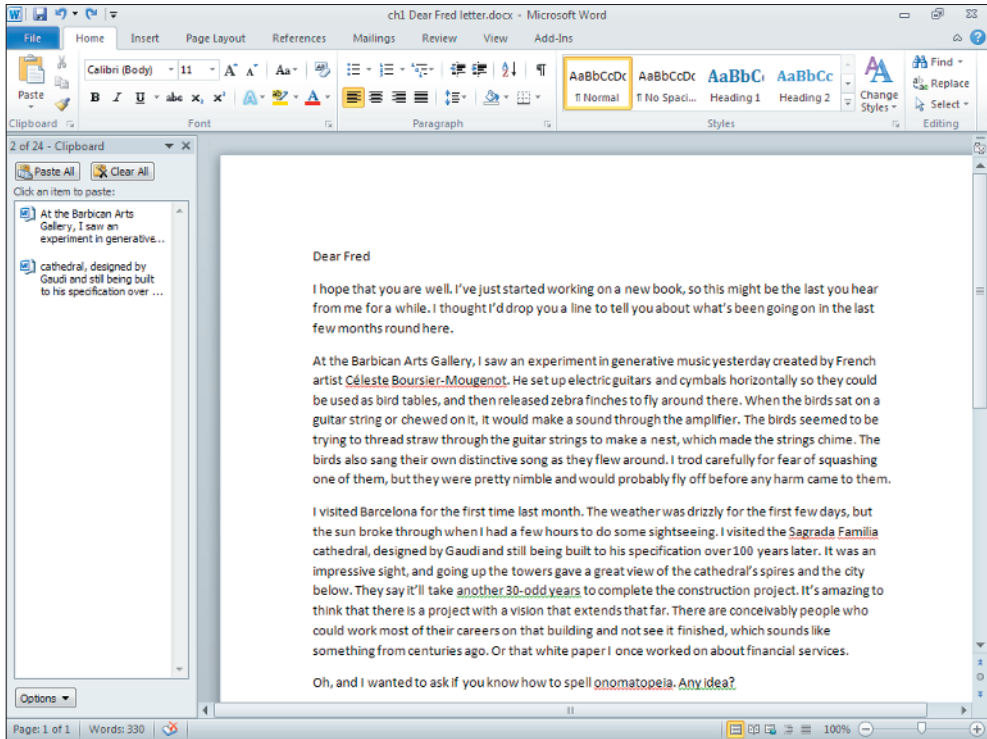 ch1 Dear Fred letter.docx - Microsoft Word
File Home Insert Page Layout References Mailings Review View Add-Ins
Paste
Calibri (Body) 11
Find
Replace
Select
AaBbCcDc AaBbCcDc AaBbC AaBbCc
¶ Normal ¶ No Spaci... Heading 1 Heading 2
Change Styles
Clipboard Font Paragraph Styles Editing
2 of 24 - Clipboard
Paste All Clear All
Click an item to paste:
At the Barbican Arts
Gallery, I saw an
experiment in generative...
cathedral, designed by
Gaudi and still being built
to his specification over ...
Options
Dear Fred
I hope that you are well. I've just started working on a new book, so this might be the last you hear
from me for a while. I thought I'd drop you a line to tell you about what's been going on in the last
few months round here.
At the Barbican Arts Gallery, I saw an experiment in generative music yesterday created by French
artist Céleste Boursier-Mougenot. He set up electric guitars and cymbals horizontally so they could
be used as bird tables, and then released zebra finches to fly around there. When the birds sat on a
guitar string or chewed on it, it would make a sound through the amplifier. The birds seemed to be
trying to thread straw through the guitar strings to make a nest, which made the strings chime. The
birds also sang their own distinctive song as they flew around. I trod carefully for fear of squashing
one of them, but they were pretty nimble and would probably fly off before any harm came to them.
I visited Barcelona for the first time last month. The weather was drizzly for the first few days, but
the sun broke through when I had a few hours to do some sightseeing. I visited the Sagrada Familia
cathedral, designed by Gaudi and still being built to his specification over 100 years later. It was an
impressive sight, and going up the towers gave a great view of the cathedral's spires and the city
below. They say it'll take another 30-odd years to complete the construction project. It's amazing to
think that there is a project with a vision that extends that far. There are conceivably people who
could work most of their careers on that building and not see it finished, which sounds like
something from centuries ago. Or that white paper I once worked on about financial services.
Oh, and I wanted to ask if you know how to spell onomatopeia. Any idea?
Page: 1 of 1 Words: 330 100%